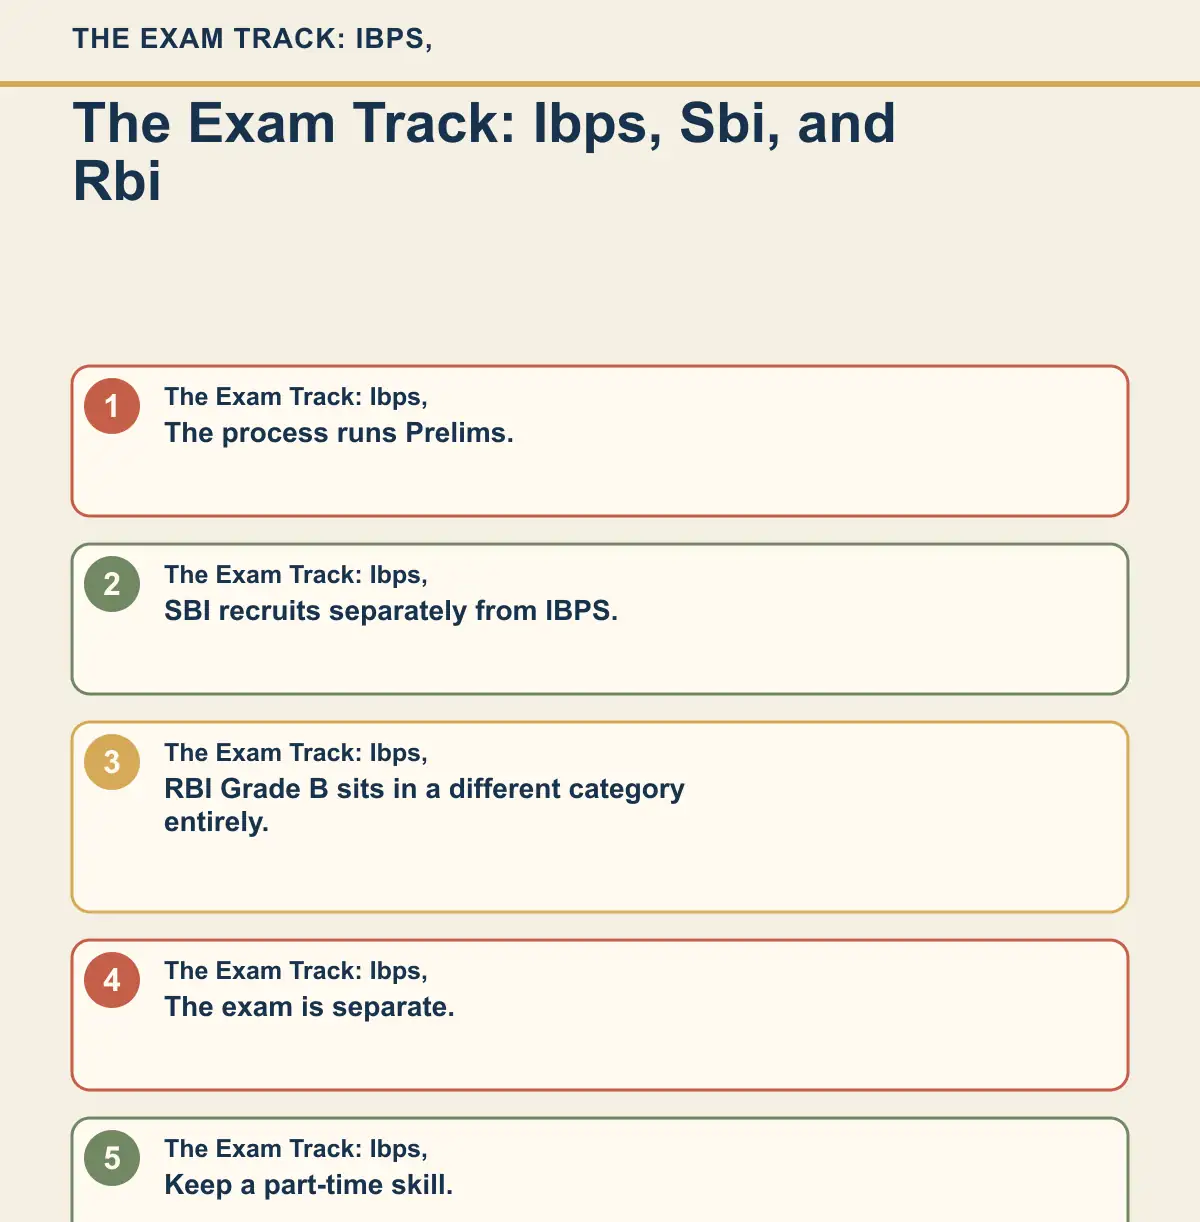 THE EXAM TRACK: IBPS,
The Exam Track: Ibps, Sbi, and
Rbi
1
The Exam Track: Ibps,
The process runs Prelims.
2
The Exam Track: Ibps,
SBI recruits separately from IBPS.
3
The Exam Track: Ibps,
RBI Grade B sits in a different category
entirely.
4
The Exam Track: Ibps,
The exam is separate.
5
The Exam Track: Ibps,
Keep a part-time skill.